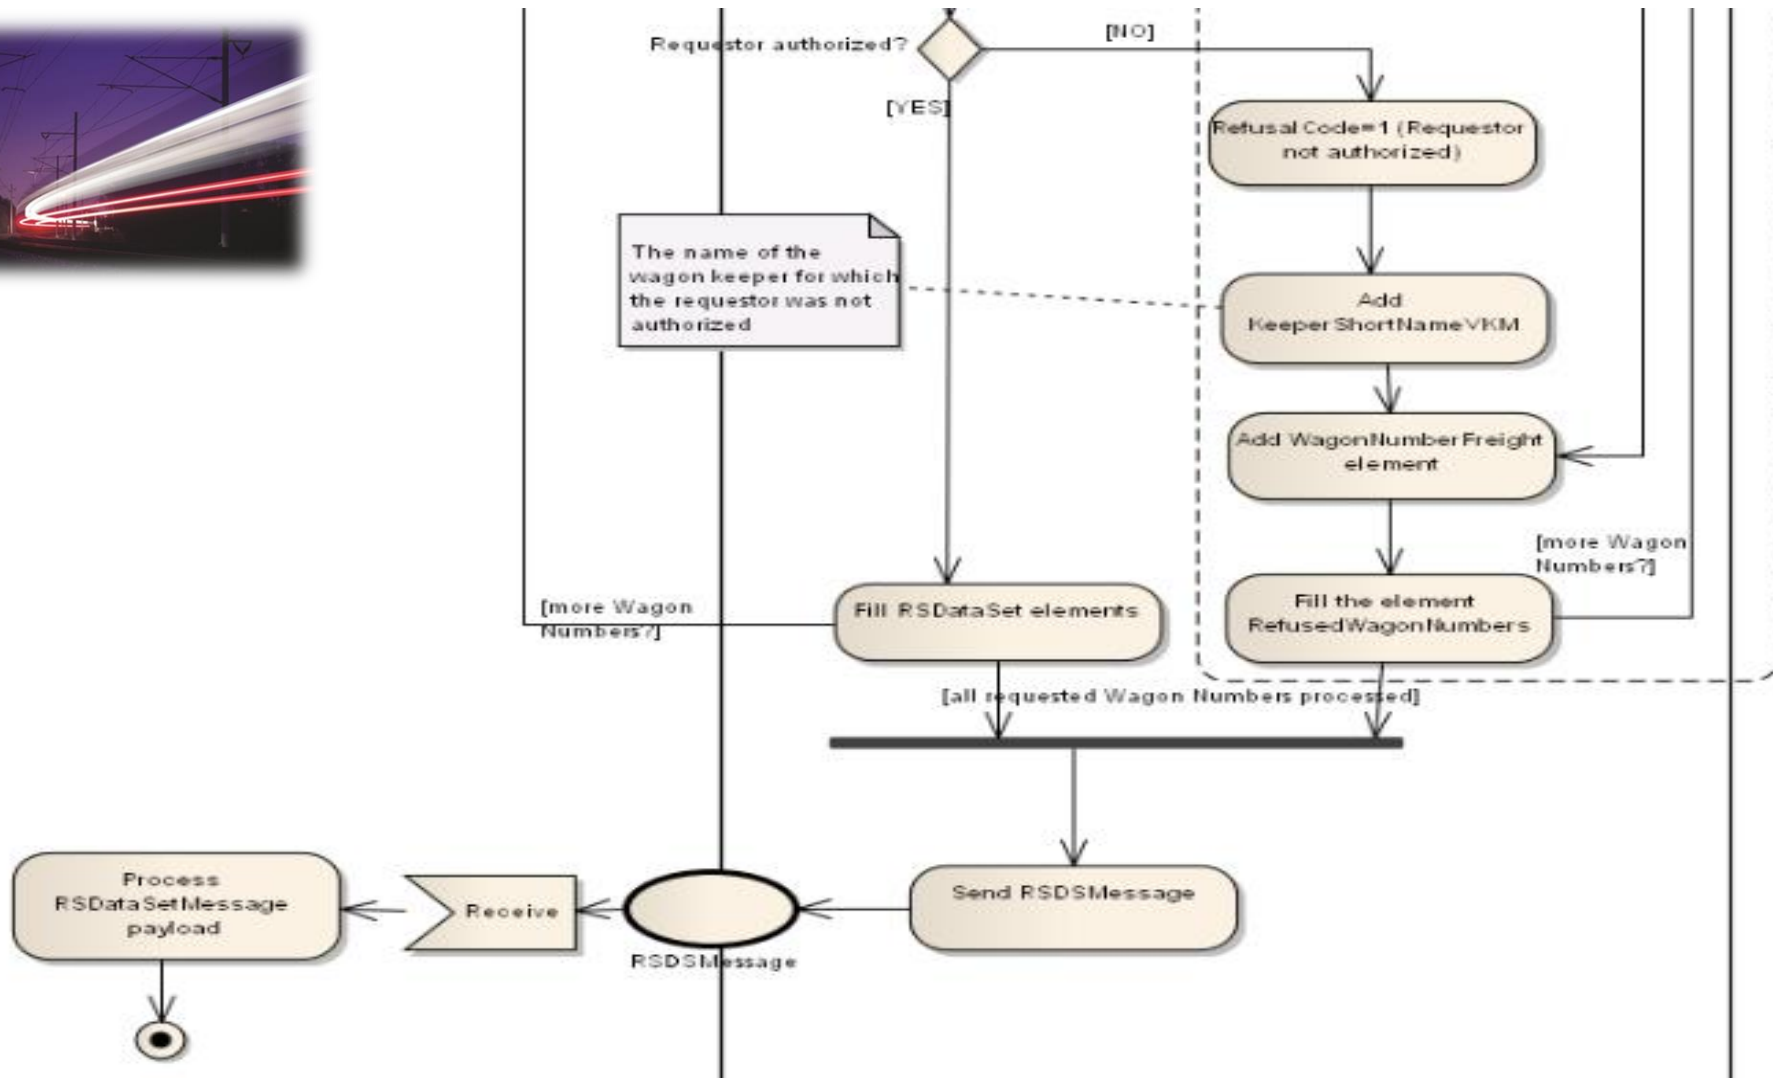 Requestor authorized?
[NO]
[YES]
Refusal Code=1 (Requestor
not authorized)
The name of the
wagon keeper for which
the requestor was not
authorized
Add
KeeperShortNameVKM
Add WagonNumberFreight
element
[more Wagon
Numbers?]
Fill the element
RefusedWagonNumbers
Fill RSDataSet elements
[more Wagon
Numbers?]
[all requested Wagon Numbers processed]
Process
RSDataSetMessage
payload
Receive
RSDSMessage
Send RSDSMessage